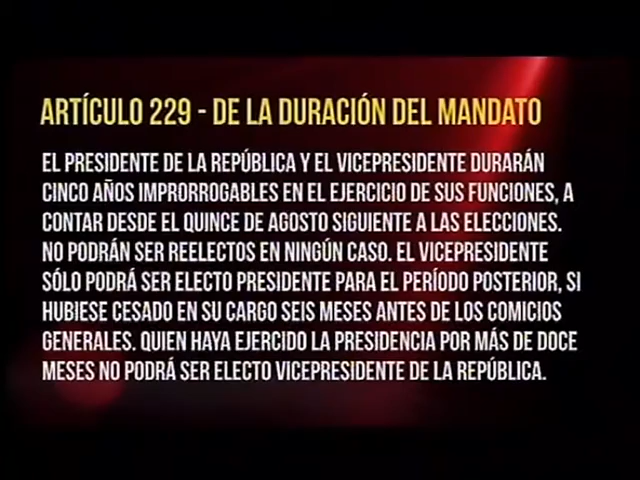 ARTÍCULO 229 - DE LA DURACIÓN DEL MANDATO
EL PRESIDENTE DE LA REPÚBLICA Y EL VICEPRESIDENTE DURARÁN
CINCO AÑOS IMPRORROGABLES EN EL EJERCICIO DE SUS FUNCIONES, A
CONTAR DESDE EL QUINCE DE AGOSTO SIGUIENTE A LAS ELECCIONES.
NO PODRÁN SER REELECTOS EN NINGÚN CASO. EL VICEPRESIDENTE
SÓLO PODRÁ SER ELECTO PRESIDENTE PARA EL PERÍODO POSTERIOR, SI
HUBIESE CESADO EN SU CARGO SEIS MESES ANTES DE LOS COMICIOS
GENERALES. QUIEN HAYA EJERCIDO LA PRESIDENCIA POR MÁS DE DOCE
MESES NO PODRÁ SER ELECTO VICEPRESIDENTE DE LA REPÚBLICA.